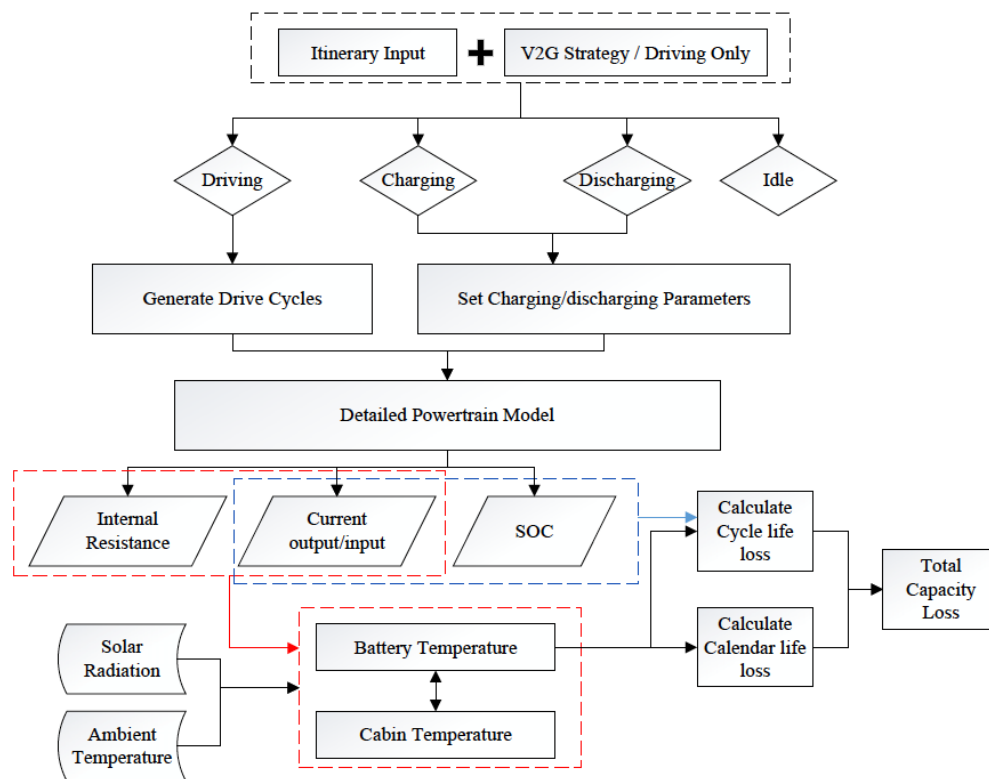 Itinerary Input
V2G Strategy / Driving Only
Driving
Charging
Discharging
Idle
Generate Drive Cycles
Set Charging/discharging Parameters
Detailed Powertrain Model
Internal
Resistance
Current
output/input
SOC
Calculate
Cycle life
loss
Total
Capacity
Loss
Solar
Radiation
Battery Temperature
Calculate
Calendar life
loss
Ambient
Temperature
Cabin Temperature